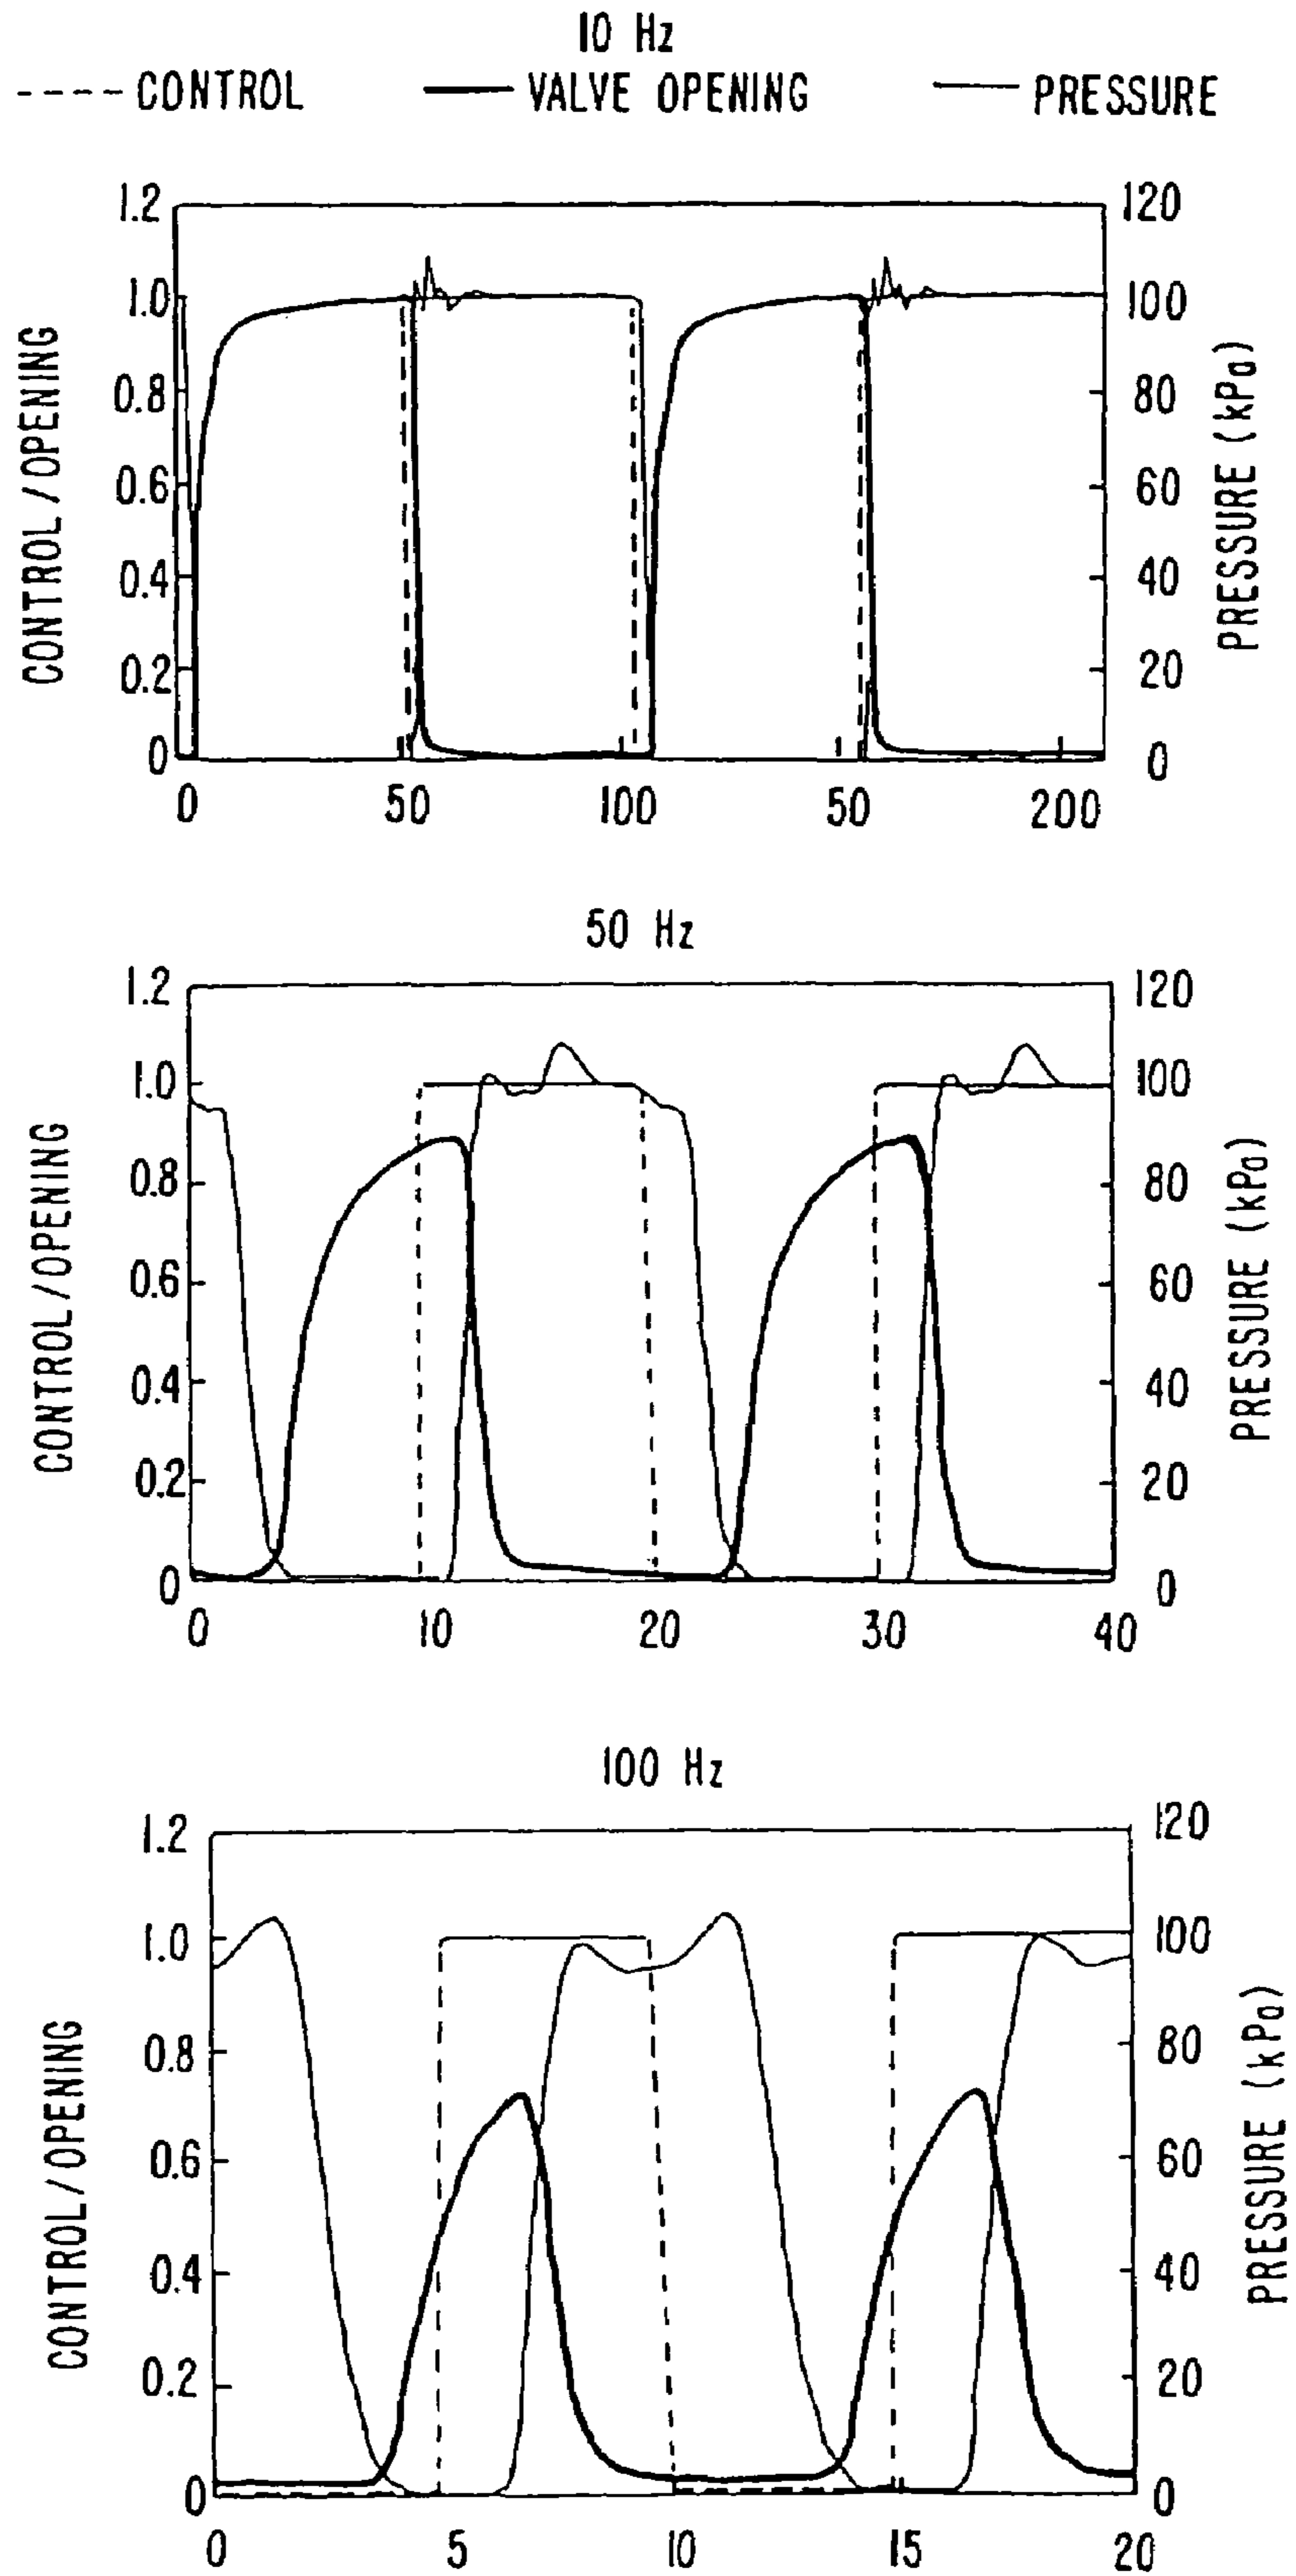 10 Hz
CONTROL VALVE OPENING PRESSURE
1.2 120
1.0 100
0.8 80
0.6 60
0.4 40
0.2 20
0 0
CONTROL/OPENING
PRESSURE (kPa)
0 50 100 50 200
50 Hz
1.2 120
1.0 100
0.8 80
0.6 60
0.4 40
0.2 20
0 0
CONTROL/OPENING
PRESSURE (kPa)
0 10 20 30 40
100 Hz
1.2 120
1.0 100
0.8 80
0.6 60
0.4 40
0.2 20
0 0
CONTROL/OPENING
PRESSURE (kPa)
0 5 10 15 20